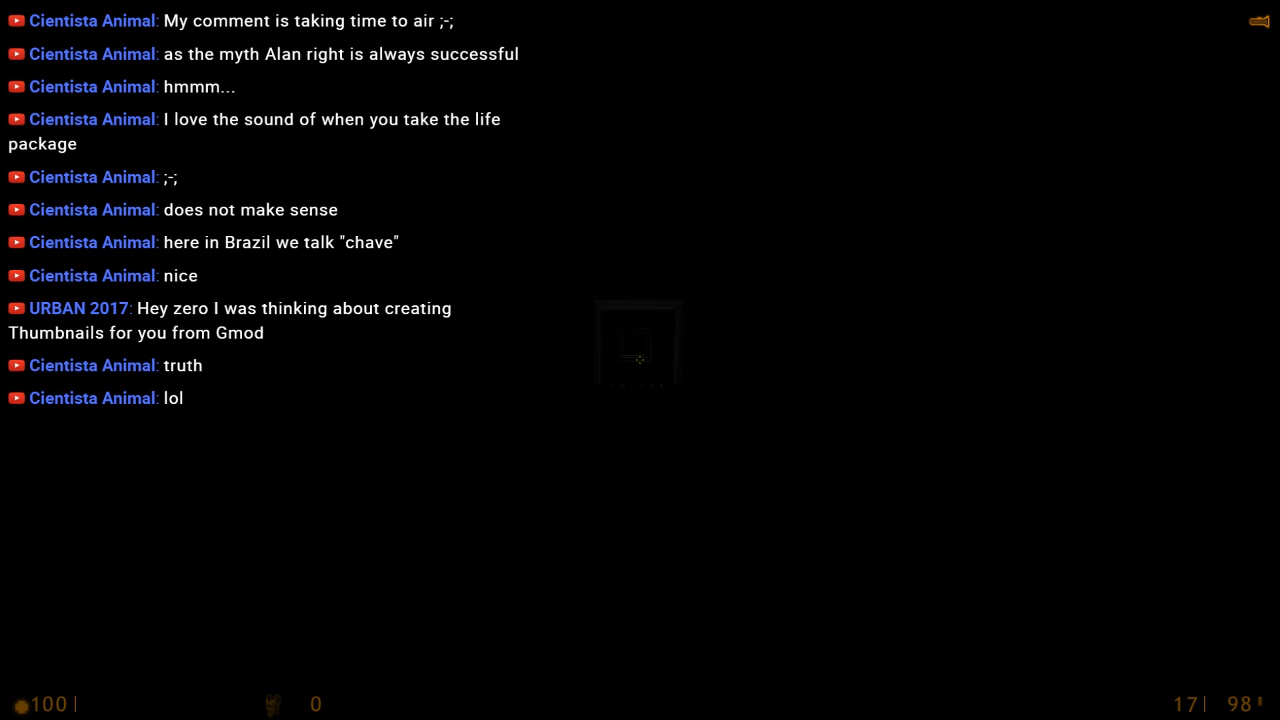 Cientista Animal: My comment is taking time to air ;-;
Cientista Animal: as the myth Alan right is always successful
Cientista Animal: hmmm...
Cientista Animal: I love the sound of when you take the life
package
Cientista Animal: ;-;
Cientista Animal: does not make sense
Cientista Animal: here in Brazil we talk "chave"
Cientista Animal: nice
URBAN 2017: Hey zero I was thinking about creating
Thumbnails for you from Gmod
Cientista Animal: truth
Cientista Animal: lol
100 | 0 17 | 98